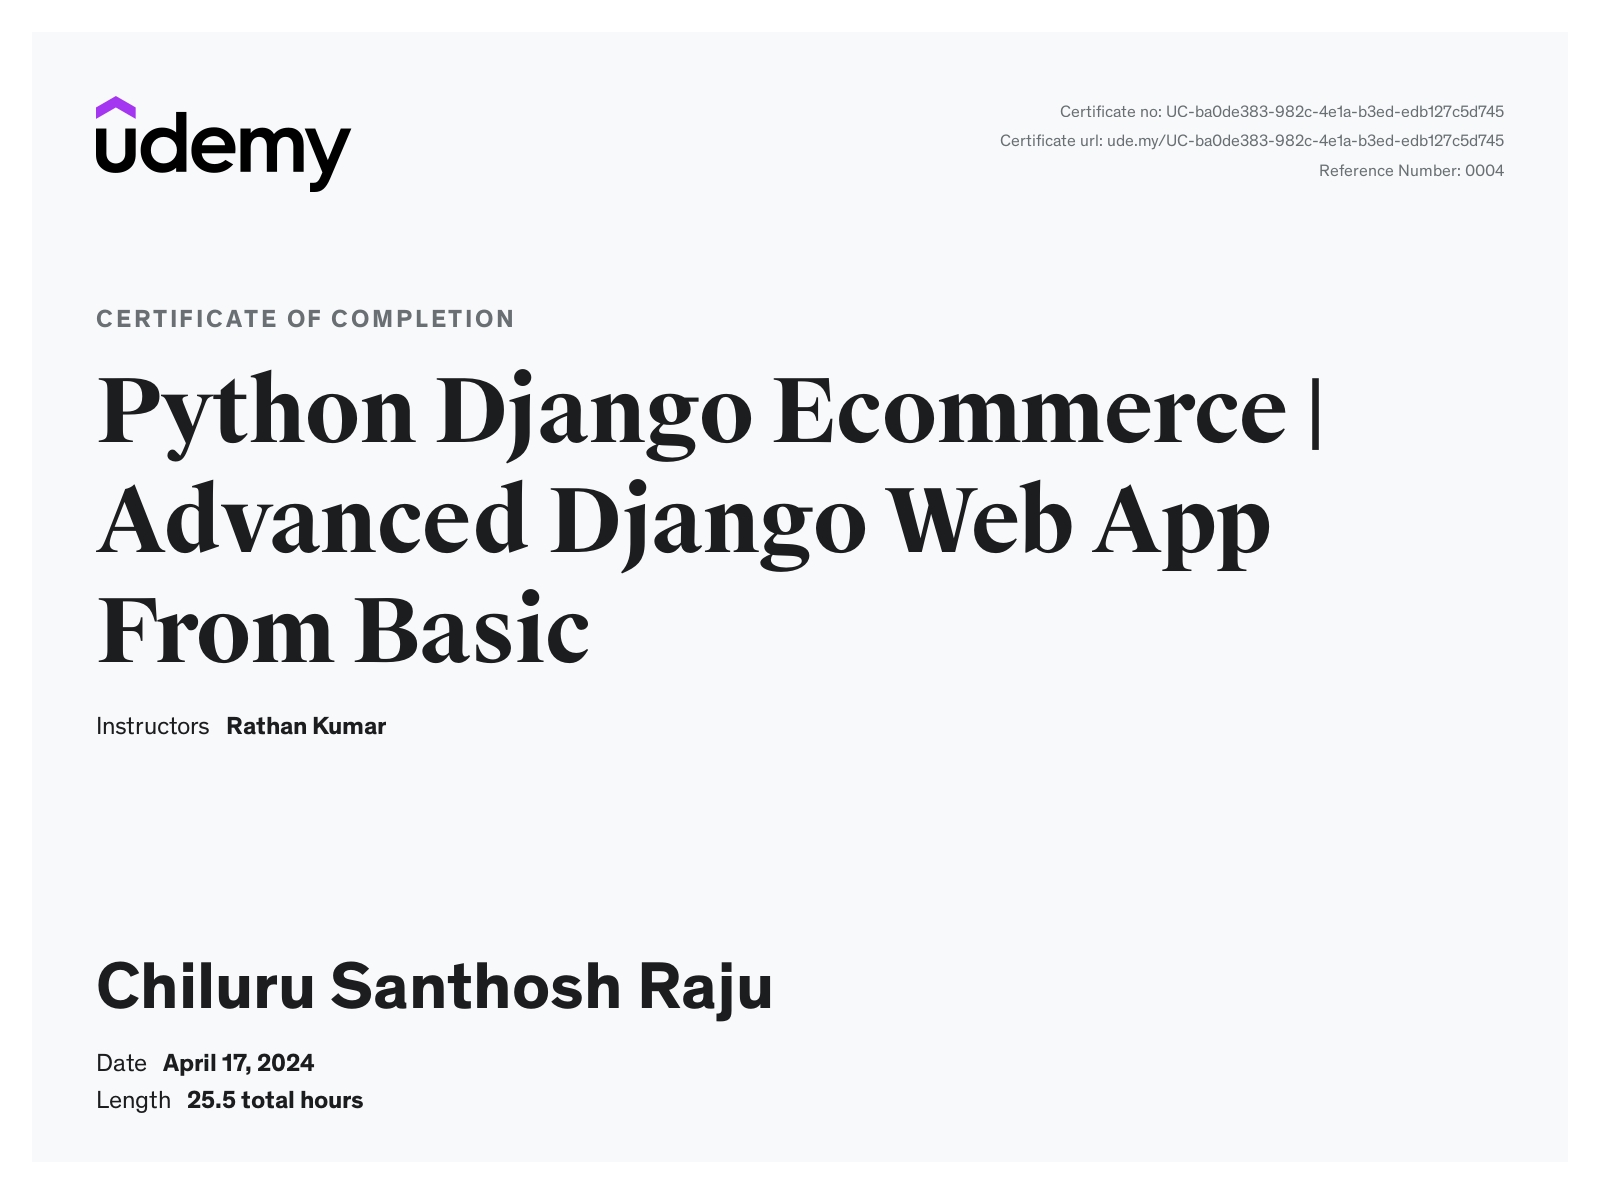 udemy
Certificate no: UC-ba0de383-982c-4e1a-b3ed-edb127c5d745
Certificate url: ude.my/UC-ba0de383-982c-4e1a-b3ed-edb127c5d745
Reference Number: 0004
CERTIFICATE OF COMPLETION
Python Django Ecommerce |
Advanced Django Web App
From Basic
Instructors Rathan Kumar
Chiluru Santhosh Raju
Date April 17, 2024
Length 25.5 total hours